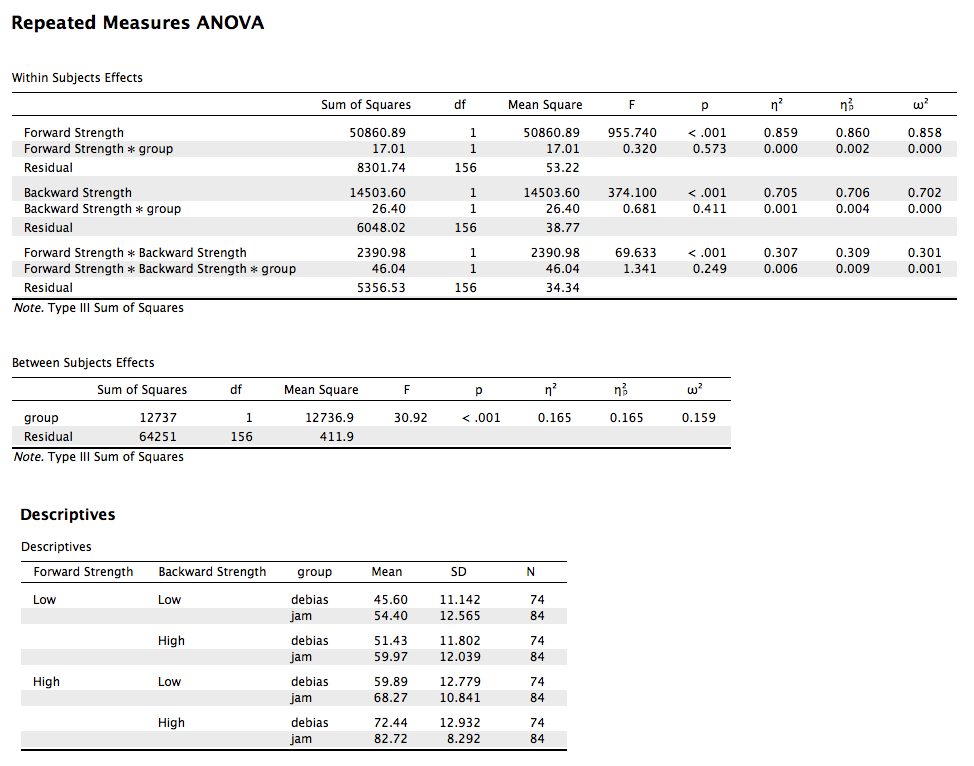 Repeated Measures ANOVA
Within Subjects Effects
Sum of Squares df Mean Square F p η² η²p ω²
Forward Strength 50860.89 1 50860.89 955.740 < .001 0.859 0.860 0.858
Forward Strength ∗ group 17.01 1 17.01 0.320 0.573 0.000 0.002 0.000
Residual 8301.74 156 53.22
Backward Strength 14503.60 1 14503.60 374.100 < .001 0.705 0.706 0.702
Backward Strength ∗ group 26.40 1 26.40 0.681 0.411 0.001 0.004 0.000
Residual 6048.02 156 38.77
Forward Strength ∗ Backward Strength 2390.98 1 2390.98 69.633 < .001 0.307 0.309 0.301
Forward Strength ∗ Backward Strength ∗ group 46.04 1 46.04 1.341 0.249 0.006 0.009 0.001
Residual 5356.53 156 34.34
Note. Type III Sum of Squares
Between Subjects Effects
Sum of Squares df Mean Square F p η² η²p ω²
group 12737 1 12736.9 30.92 < .001 0.165 0.165 0.159
Residual 64251 156 411.9
Note. Type III Sum of Squares
Descriptives
Descriptives
Forward Strength Backward Strength group Mean SD N
Low Low debias 45.60 11.142 74
jam 54.40 12.565 84
High debias 51.43 11.802 74
jam 59.97 12.039 84
High Low debias 59.89 12.779 74
jam 68.27 10.841 84
High debias 72.44 12.932 74
jam 82.72 8.292 84